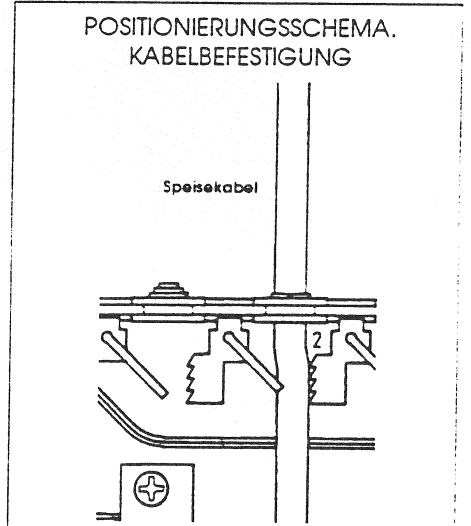 POSITIONIERUNGSSCHEMA.
KABELBEFESTIGUNG
Speisekabel
2